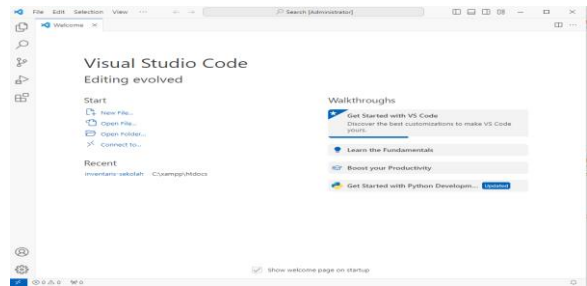 File Edit Selection View ...
Search [Administrator]
Welcome
Visual Studio Code
Editing evolved
Start
New File...
Open File...
Open Folder...
Connect to...
Recent
inventaris-sekolah C:\xampp\htdocs
Walkthroughs
Get Started with VS Code
Discover the best customizations to make VS Code
yours.
Learn the Fundamentals
Boost your Productivity
Get Started with Python Developm... Updated
Show welcome page on startup
0 0 0